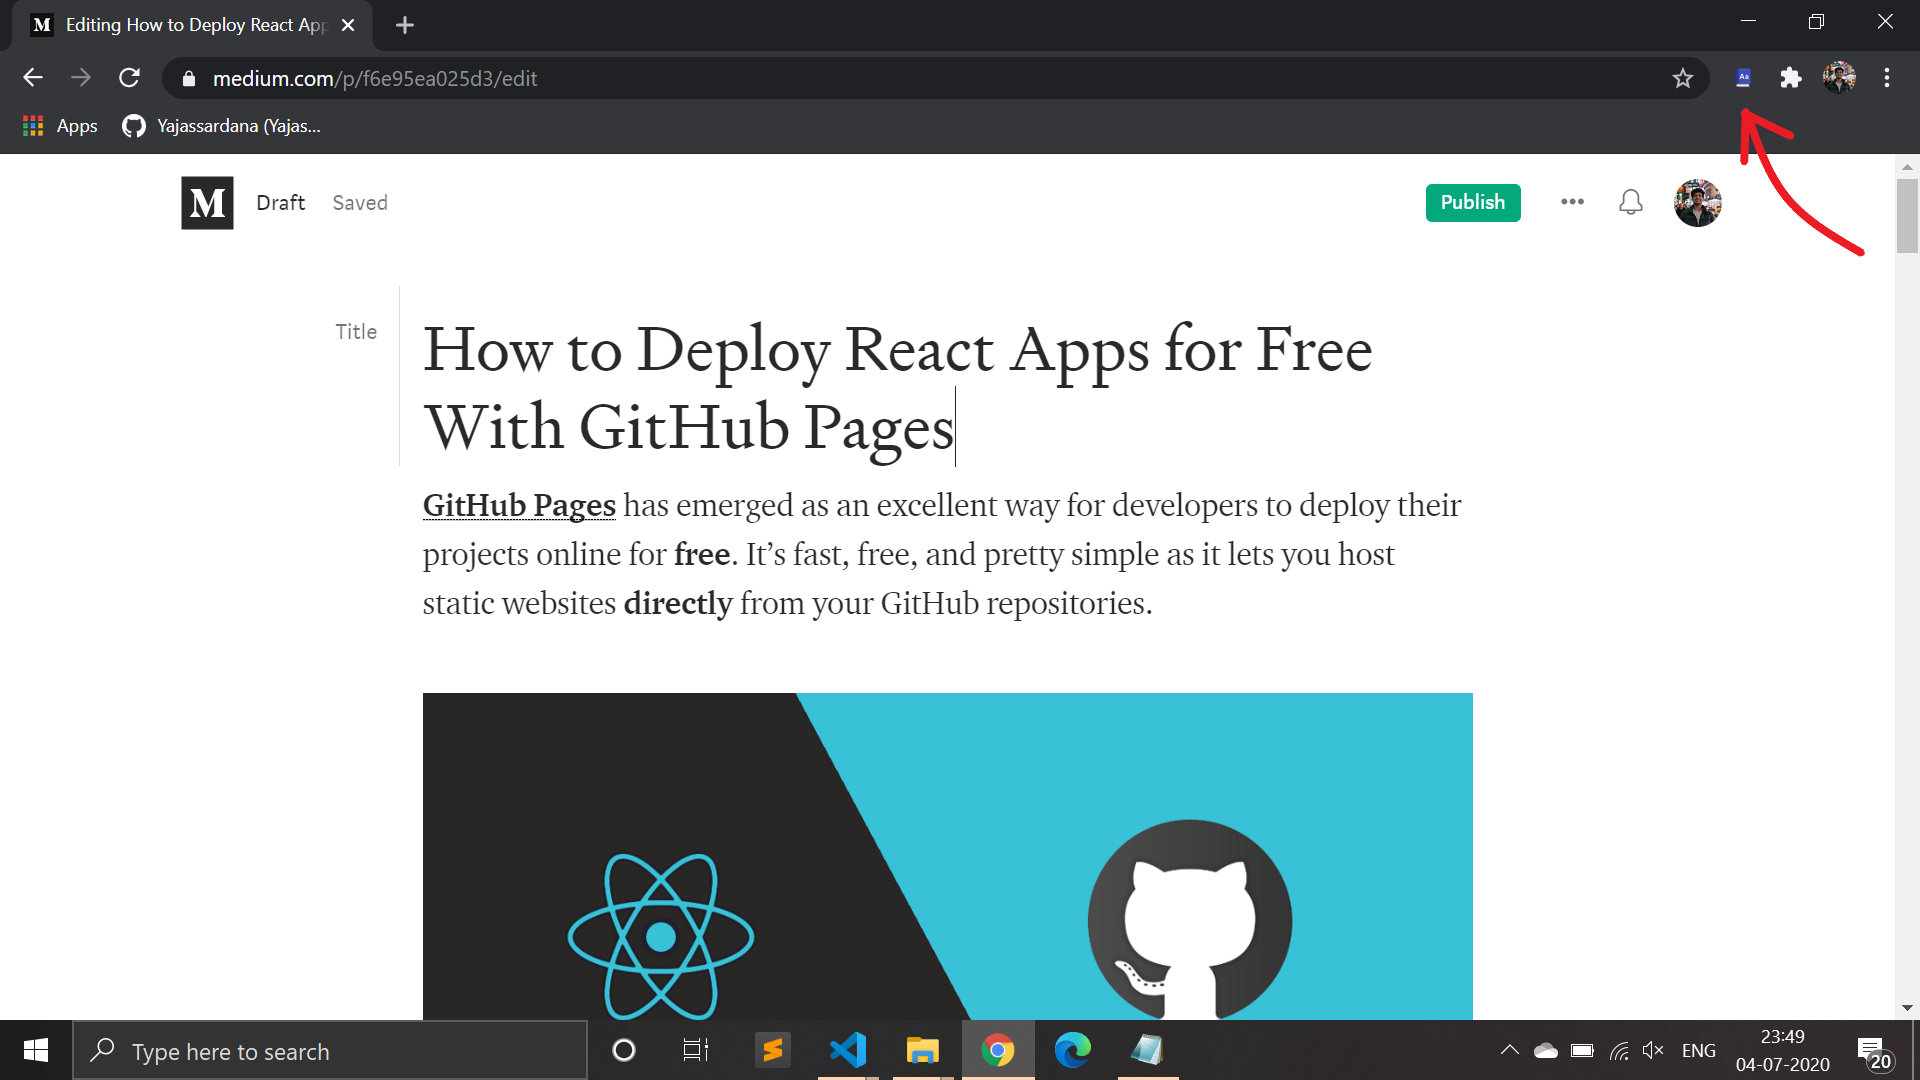 M Editing How to Deploy React App
medium.com/p/f6e95ea025d3/edit
Aa
Apps Yajassardana (Yajas...
M Draft Saved Publish
Title
How to Deploy React Apps for Free
With GitHub Pages
GitHub Pages has emerged as an excellent way for developers to deploy their
projects online for free. It’s fast, free, and pretty simple as it lets you host
static websites directly from your GitHub repositories.
Type here to search
ENG
23:49
04-07-2020
20